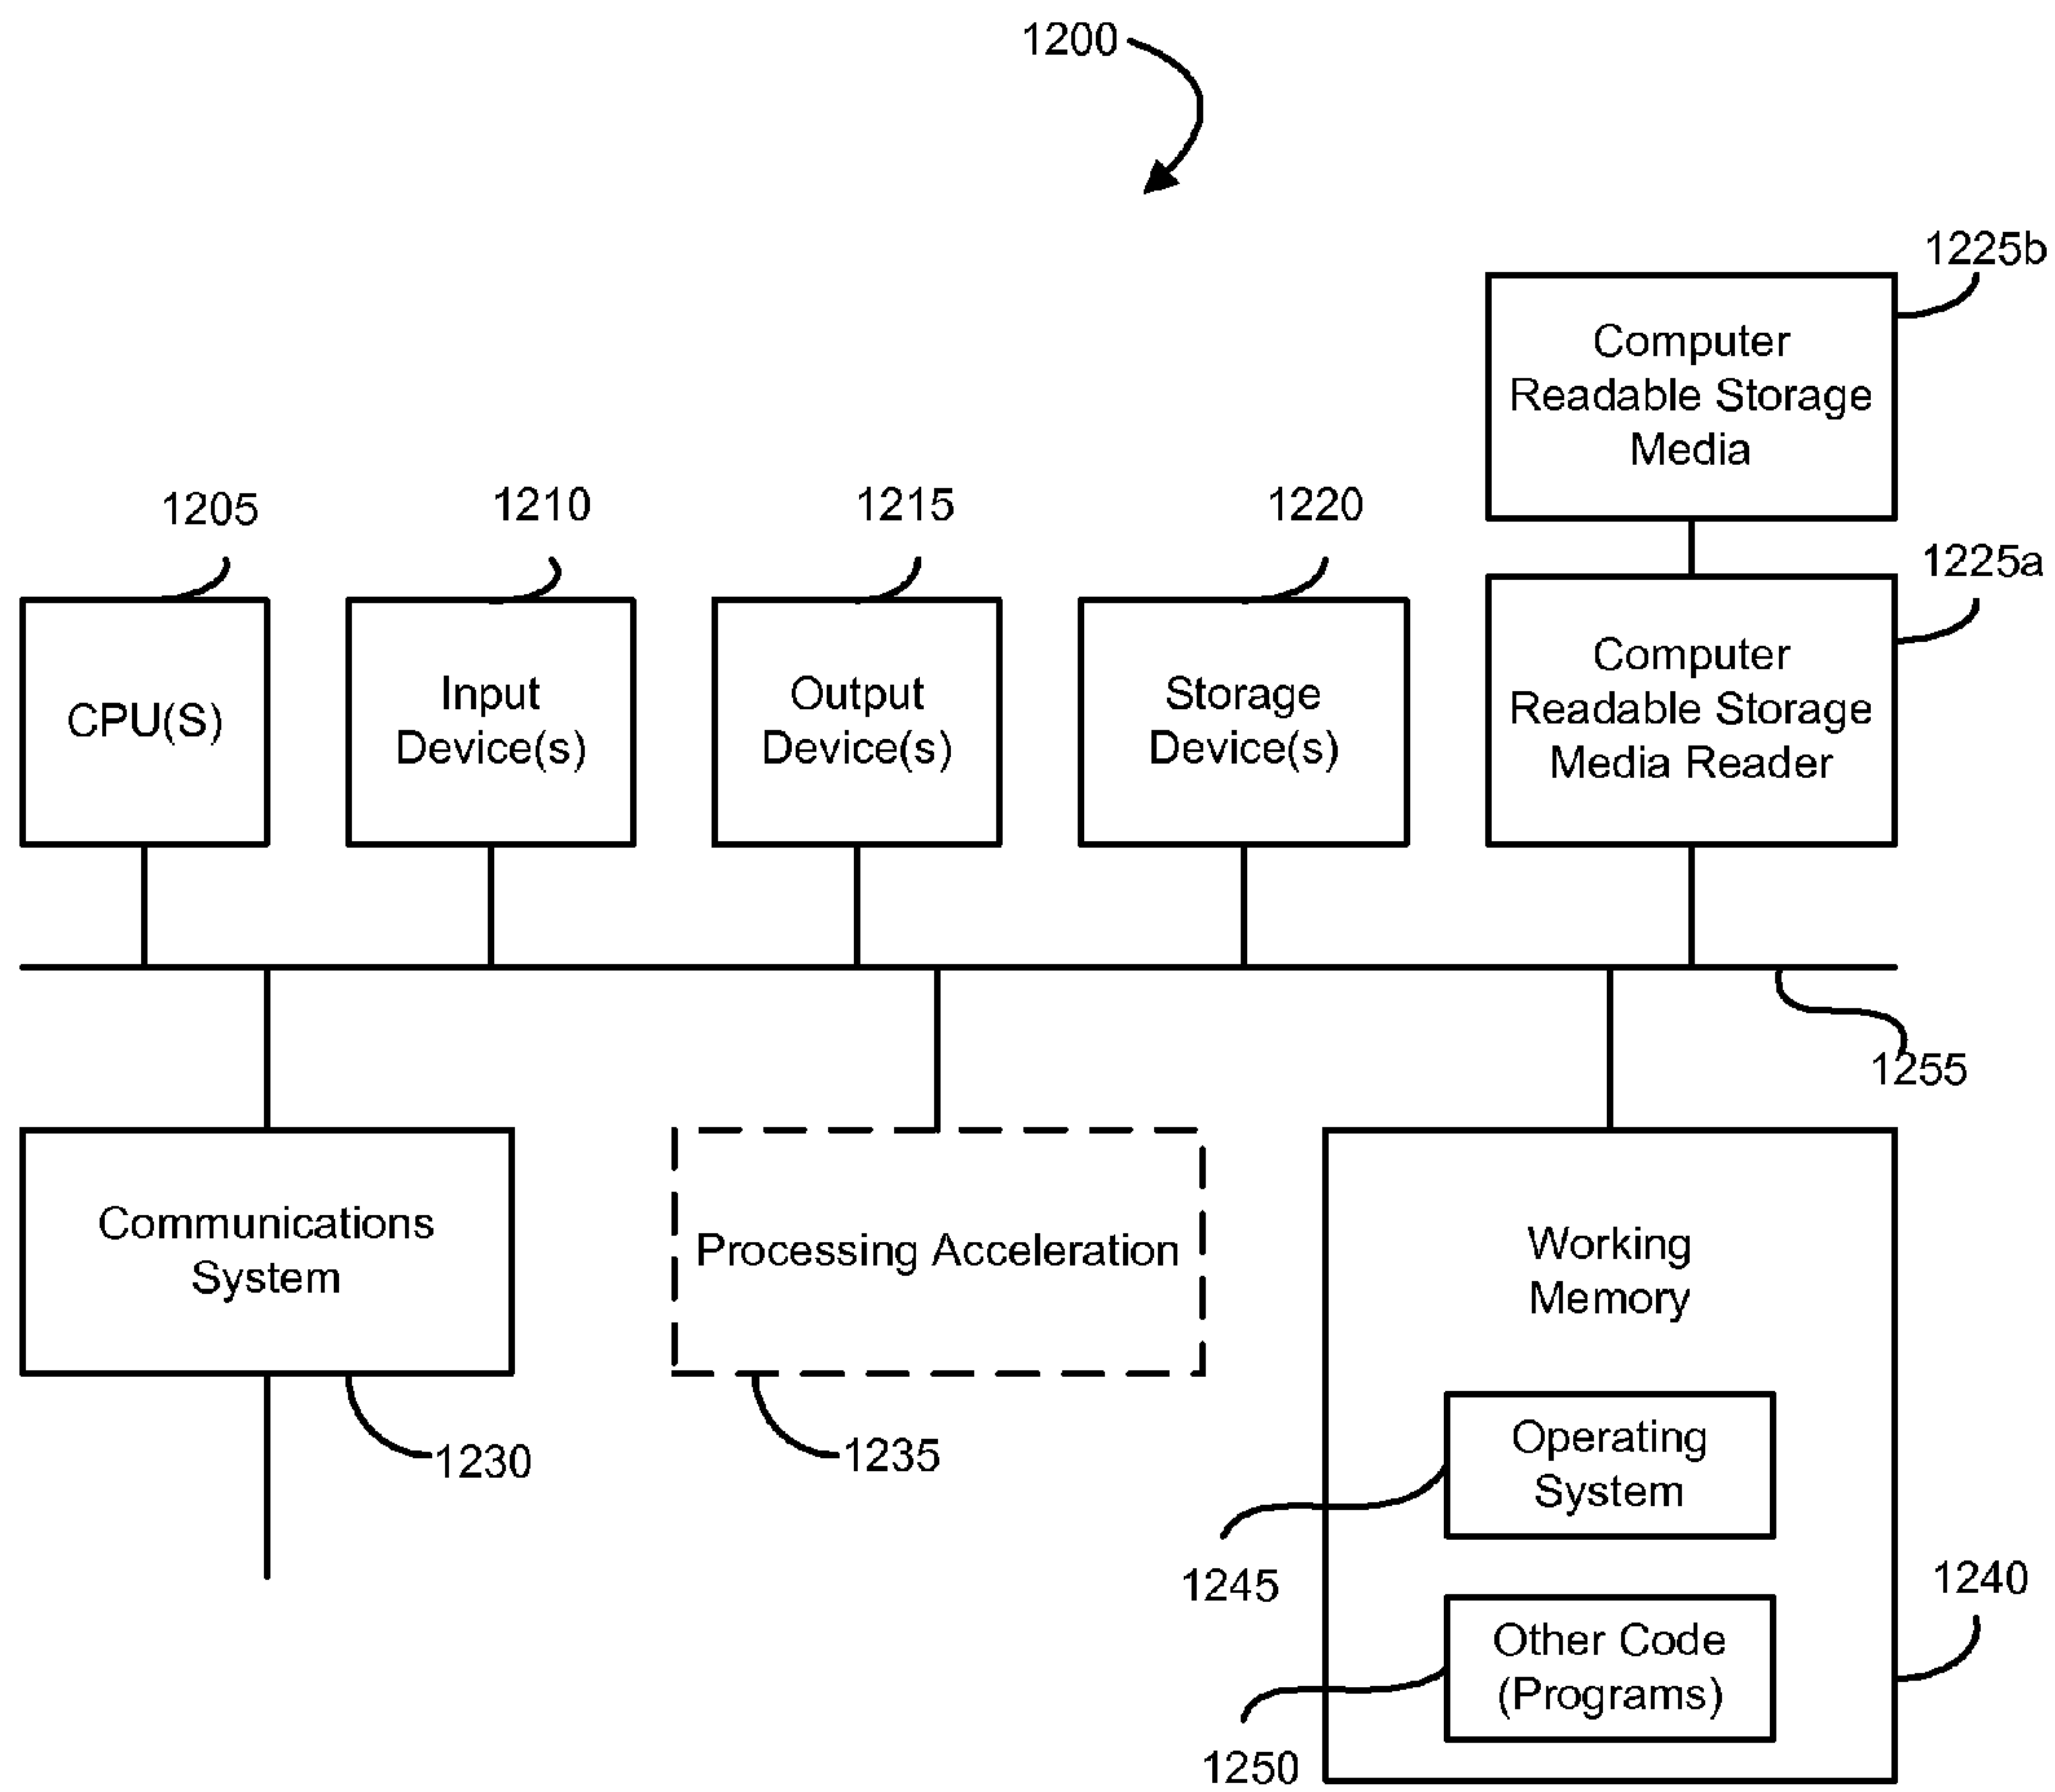 1200
1225b
Computer
Readable Storage
Media
1205
1210
1215
1220
1225a
CPU(S)
Input
Device(s)
Output
Device(s)
Storage
Device(s)
Computer
Readable Storage
Media Reader
1255
Communications
System
1230
Processing Acceleration
1235
Working
Memory
Operating
System
1245
1240
Other Code
(Programs)
1250